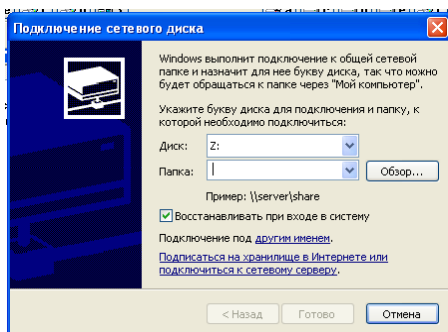 Подключение сетевого диска
Windows выполнит подключение к общей сетевой
папке и назначит для нее букву диска, так что можно
будет обращаться к папке через "Мой компьютер".
Укажите букву диска для подключения и папку, к
которой необходимо подключиться:
Диск: Z:
Папка: Обзор...
Пример: \\server\share
Восстанавливать при входе в систему
Подключение под другим именем.
Подписаться на хранилище в Интернете или
подключиться к сетевому серверу.
< Назад Готово Отмена